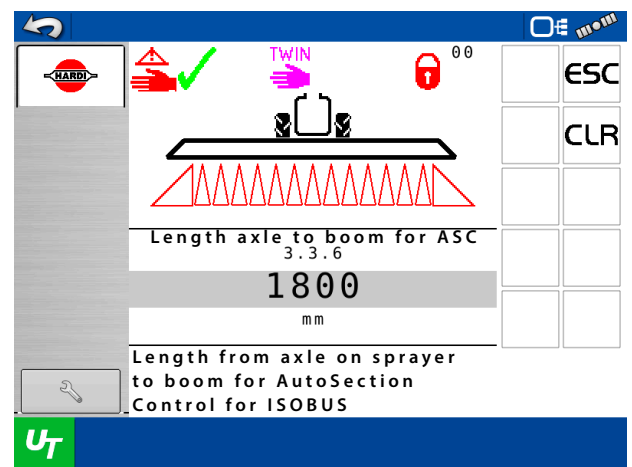 HARDI
TWIN
00
ESC
CLR
Length axle to boom for ASC
3.3.6
1800
mm
Length from axle on sprayer
to boom for AutoSection
Control for ISOBUS
UT